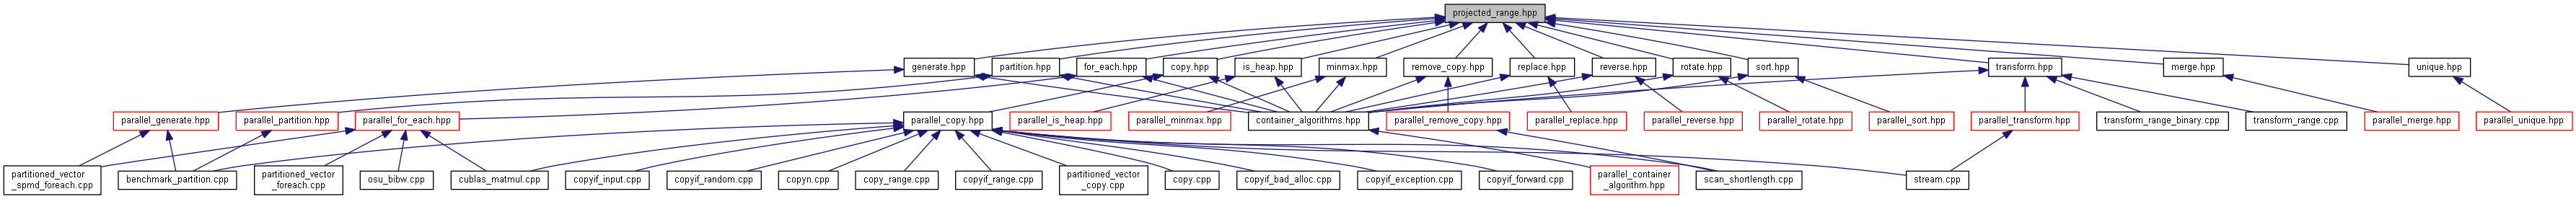 projected_range.hpp
generate.hpp
partition.hpp
for_each.hpp
copy.hpp
is_heap.hpp
minmax.hpp
remove_copy.hpp
replace.hpp
reverse.hpp
rotate.hpp
sort.hpp
transform.hpp
merge.hpp
unique.hpp
parallel_generate.hpp
parallel_partition.hpp
parallel_for_each.hpp
parallel_copy.hpp
parallel_is_heap.hpp
parallel_minmax.hpp
container_algorithms.hpp
parallel_remove_copy.hpp
parallel_replace.hpp
parallel_reverse.hpp
parallel_rotate.hpp
parallel_sort.hpp
parallel_transform.hpp
transform_range_binary.cpp
transform_range.cpp
parallel_merge.hpp
parallel_unique.hpp
partitioned_vector
_spmd_foreach.cpp
benchmark_partition.cpp
partitioned_vector
_foreach.cpp
osu_bibw.cpp
cublas_matmul.cpp
copyif_input.cpp
copyif_random.cpp
copyn.cpp
copy_range.cpp
copyif_range.cpp
partitioned_vector
_copy.cpp
copy.cpp
copyif_bad_alloc.cpp
copyif_exception.cpp
copyif_forward.cpp
parallel_container
_algorithm.hpp
scan_shortlength.cpp
stream.cpp